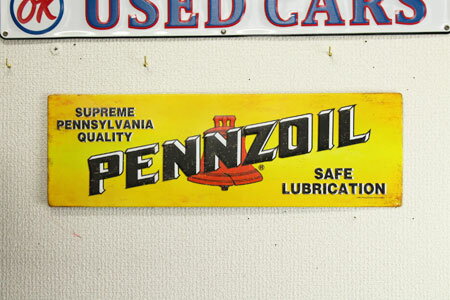 OK USED CARS
SUPREME
PENNSYLVANIA
QUALITY
PENNZOIL
®
SAFE
LUBRICATION